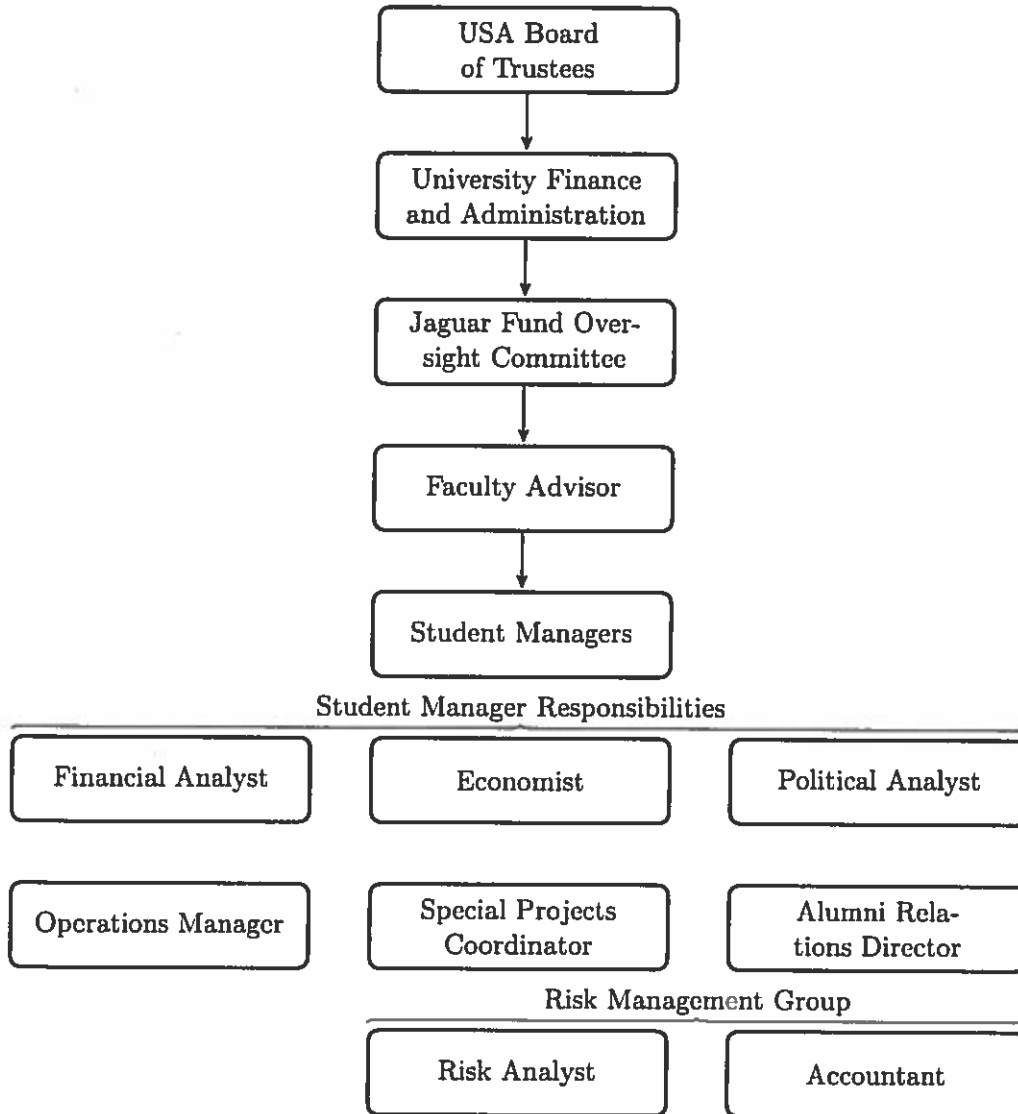 USA Board
of Trustees
University Finance
and Administration
Jaguar Fund Over-
sight Committee
Faculty Advisor
Student Managers
Student Manager Responsibilities
Financial Analyst
Economist
Political Analyst
Operations Manager
Special Projects
Coordinator
Alumni Rela-
tions Director
Risk Management Group
Risk Analyst
Accountant